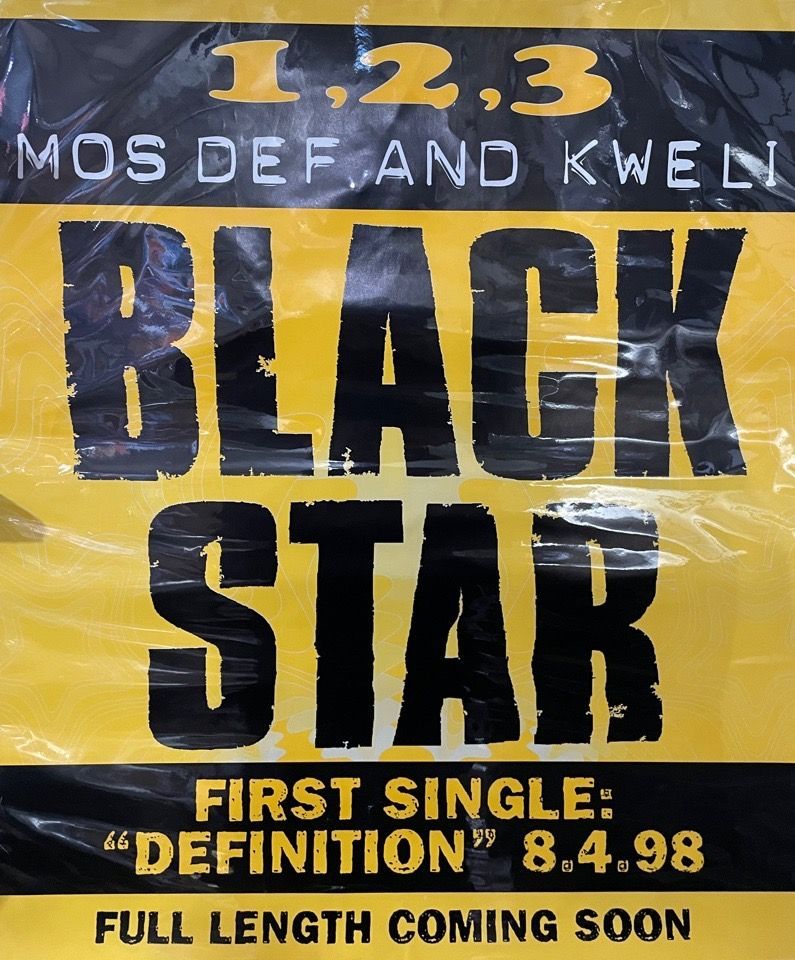 1,2,3
MOS DEF AND KWELI
BLACK
STAR
FIRST SINGLE:
“DEFINITION” 8.4.98
FULL LENGTH COMING SOON